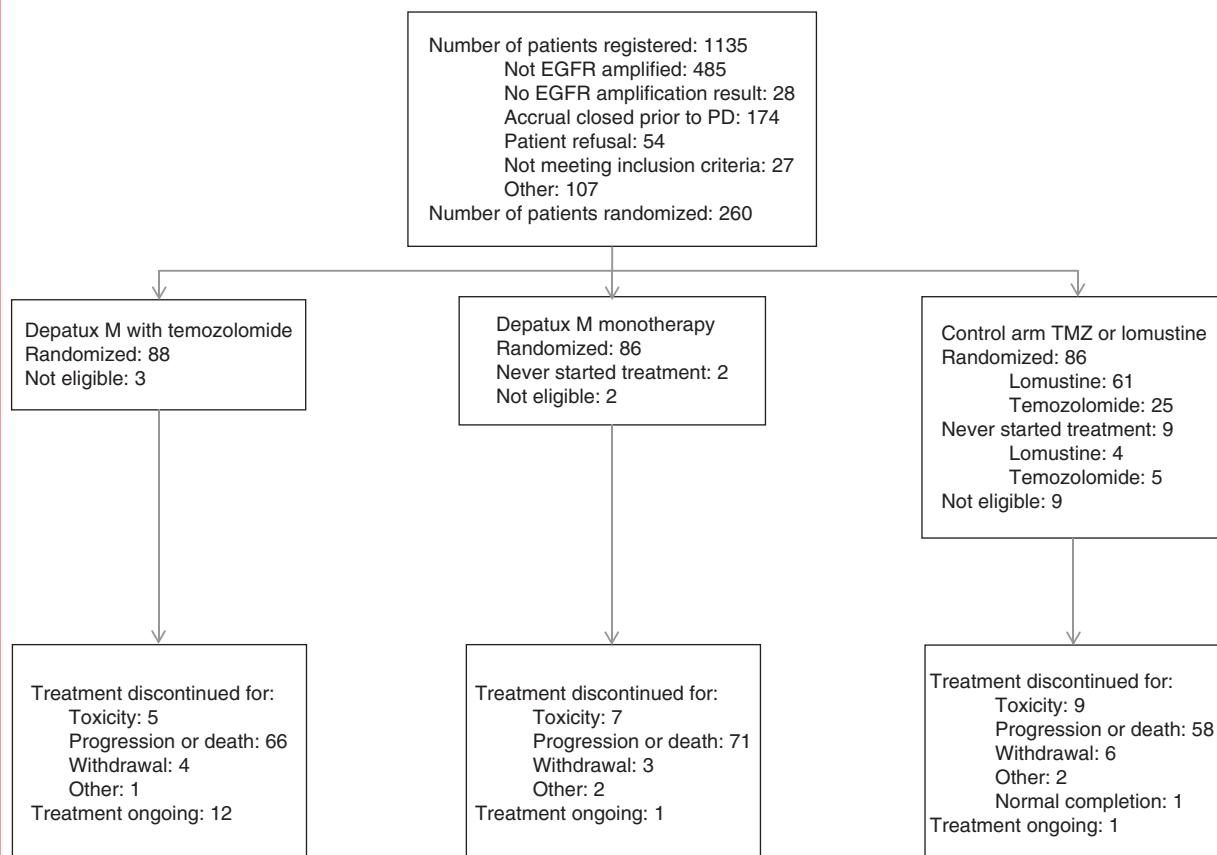 Number of patients registered: 1135
Not EGFR amplified: 485
No EGFR amplification result: 28
Accrual closed prior to PD: 174
Patient refusal: 54
Not meeting inclusion criteria: 27
Other: 107
Number of patients randomized: 260
Depatux M with temozolomide
Randomized: 88
Not eligible: 3
Depatux M monotherapy
Randomized: 86
Never started treatment: 2
Not eligible: 2
Control arm TMZ or lomustine
Randomized: 86
Lomustine: 61
Temozolomide: 25
Never started treatment: 9
Lomustine: 4
Temozolomide: 5
Not eligible: 9
Treatment discontinued for:
Toxicity: 5
Progression or death: 66
Withdrawal: 4
Other: 1
Treatment ongoing: 12
Treatment discontinued for:
Toxicity: 7
Progression or death: 71
Withdrawal: 3
Other: 2
Treatment ongoing: 1
Treatment discontinued for:
Toxicity: 9
Progression or death: 58
Withdrawal: 6
Other: 2
Normal completion: 1
Treatment ongoing: 1